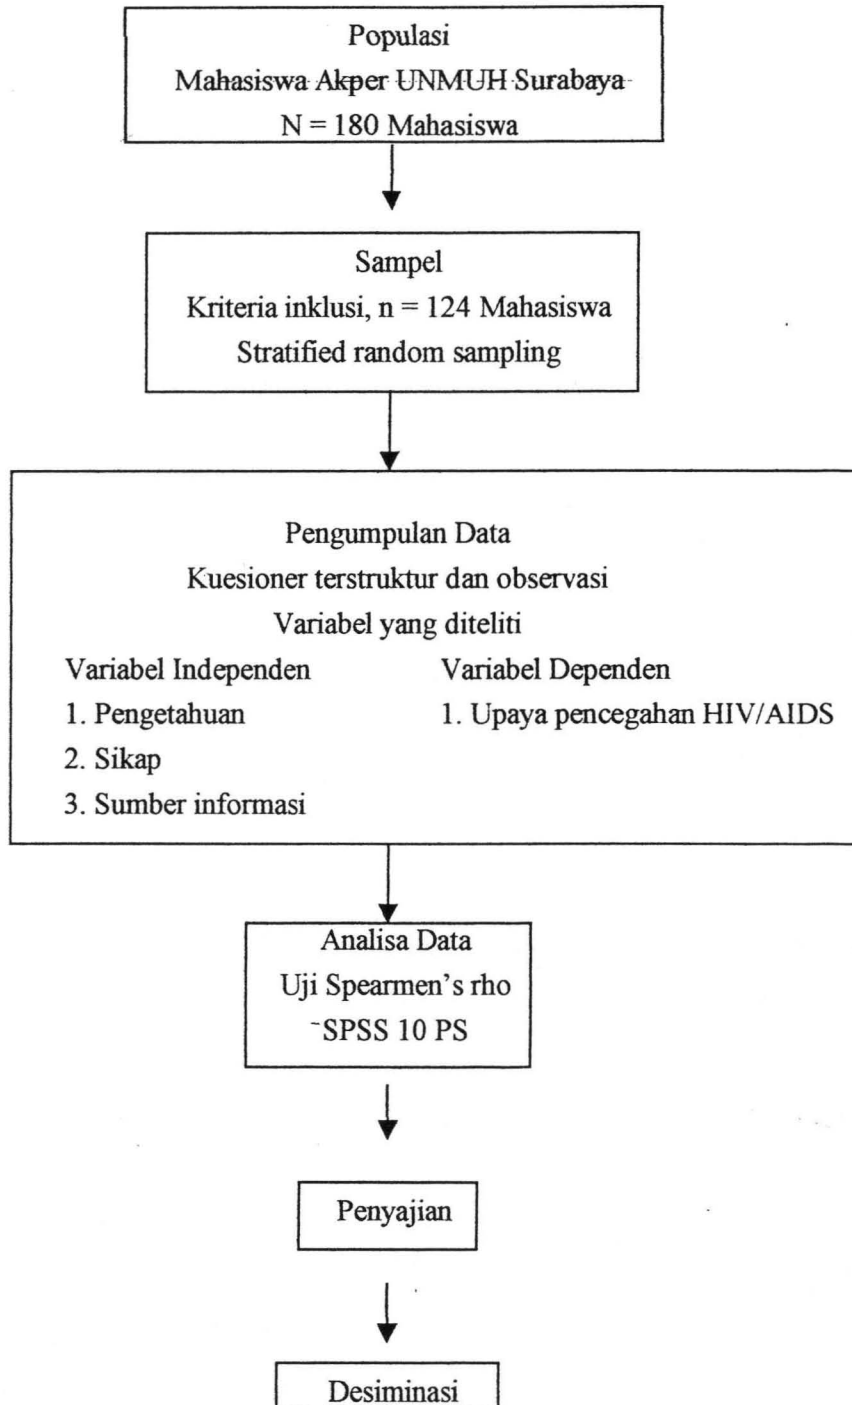 Populasi
Mahasiswa Akper UNMUH Surabaya
N = 180 Mahasiswa
Sampel
Kriteria inklusi, n = 124 Mahasiswa
Stratified random sampling
Pengumpulan Data
Kuesioner terstruktur dan observasi
Variabel yang diteliti
Variabel Independen
1. Pengetahuan
2. Sikap
3. Sumber informasi
Variabel Dependen
1. Upaya pencegahan HIV/AIDS
Analisa Data
Uji Spearmen’s rho
SPSS 10 PS
Penyajian
Desiminasi